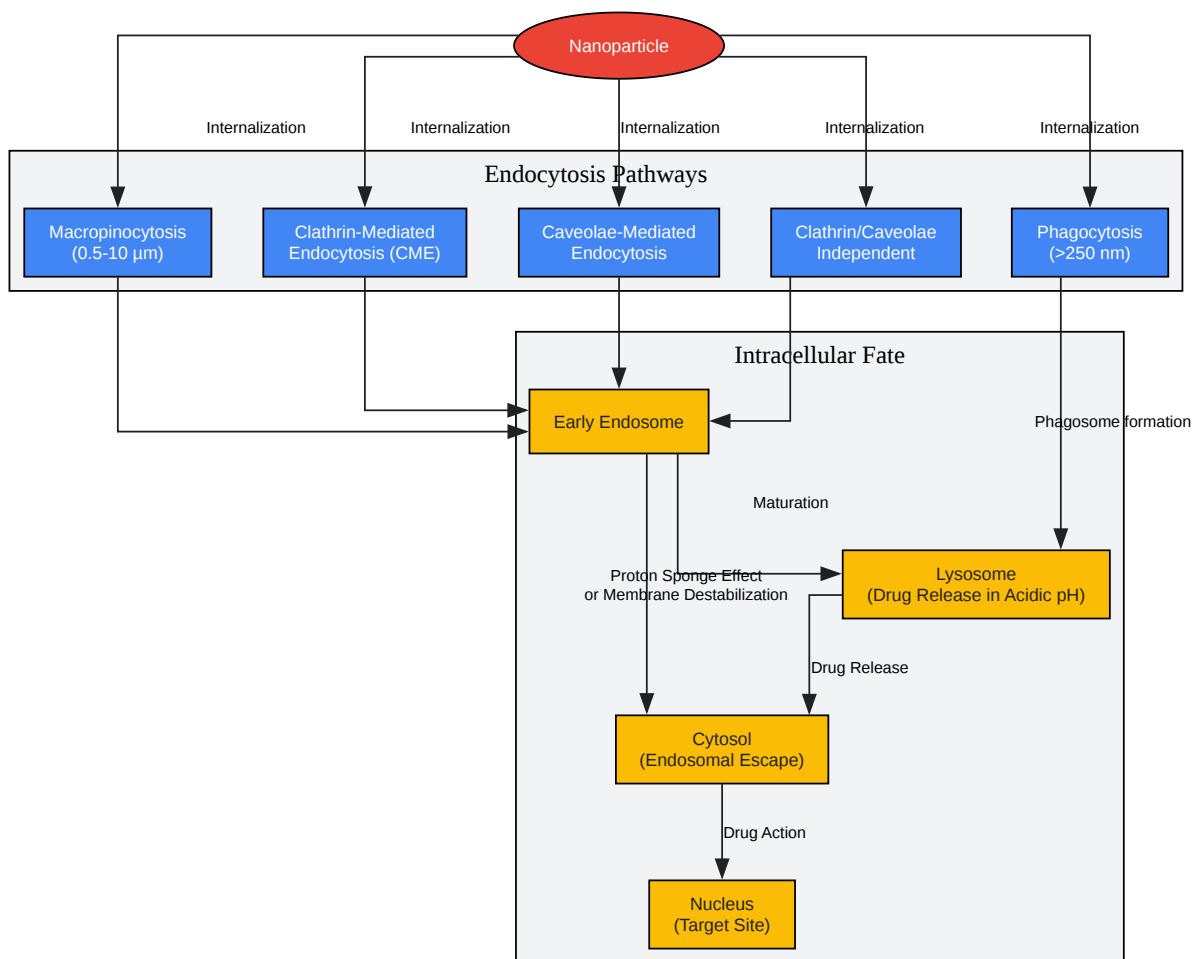 Nanoparticle
Internalization
Internalization
Internalization
Internalization
Internalization
Endocytosis Pathways
Macropinocytosis
(0.5-10 µm)
Clathrin-Mediated
Endocytosis (CME)
Caveolae-Mediated
Endocytosis
Clathrin/Caveolae
Independent
Phagocytosis
(>250 nm)
Intracellular Fate
Early Endosome
Phagosome formation
Maturation
Proton Sponge Effect
or Membrane Destabilization
Lysosome
(Drug Release in Acidic pH)
Drug Release
Cytosol
(Endosomal Escape)
Drug Action
Nucleus
(Target Site)